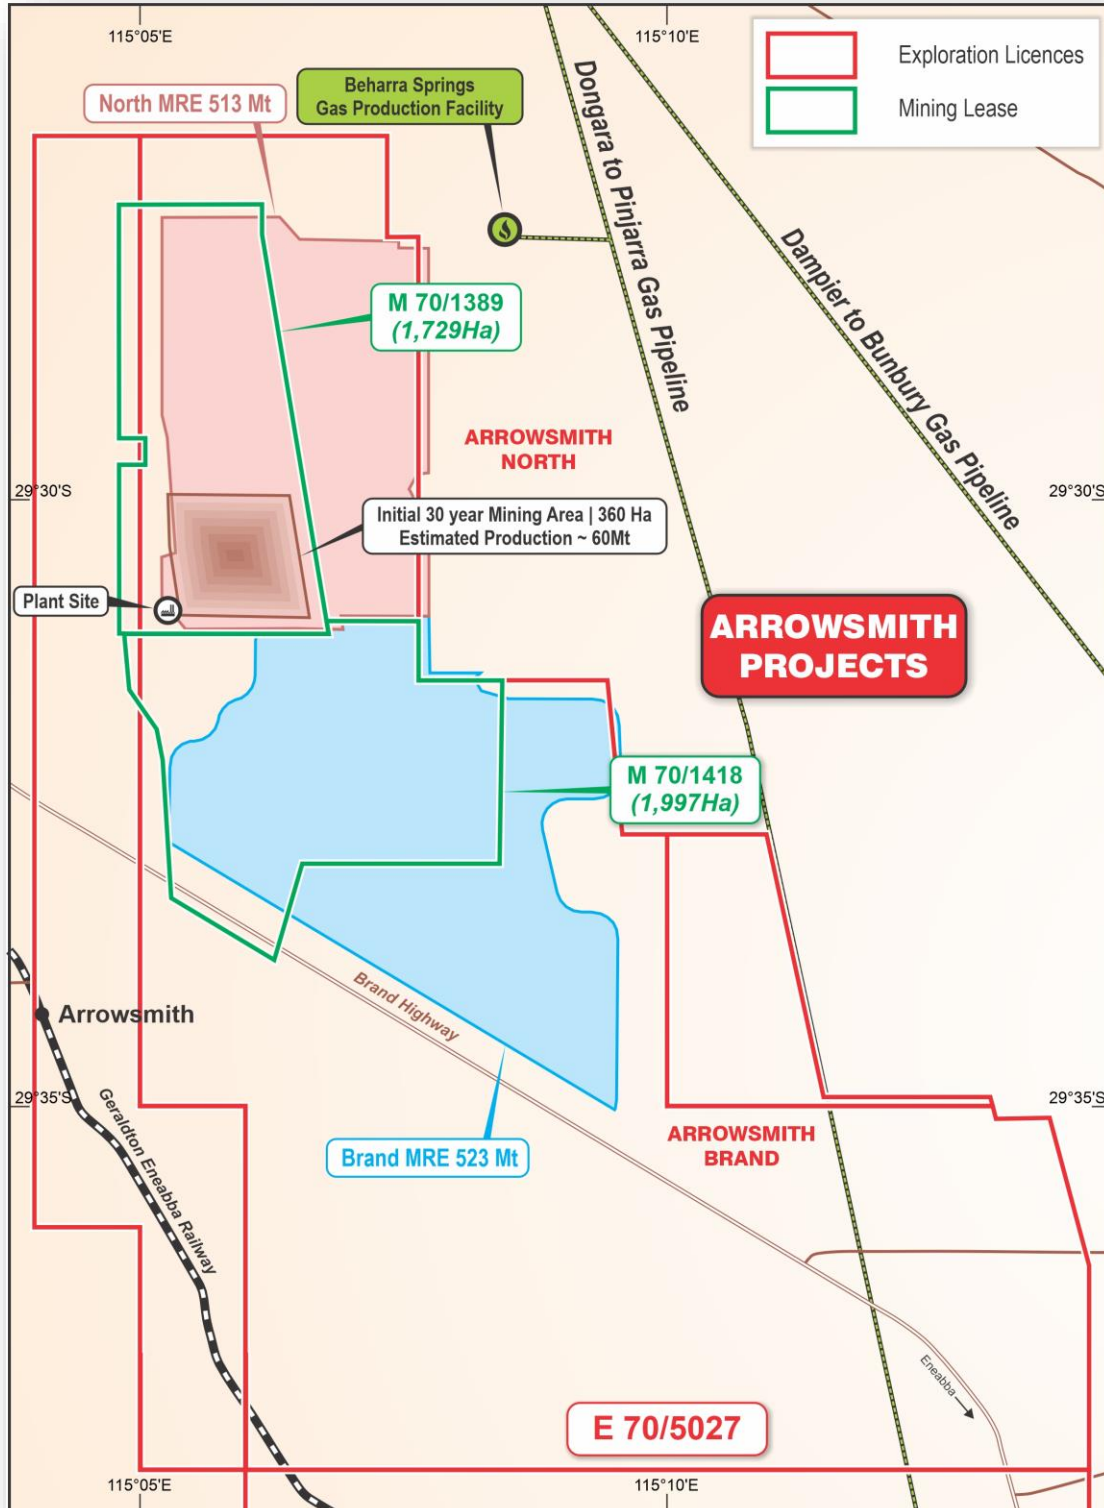 115°05'E
115°10'E
Exploration Licences
Mining Lease
North MRE 513 Mt
Beharra Springs
Gas Production Facility
Dongara to Pinjarra Gas Pipeline
Dampier to Bunbury Gas Pipeline
M 70/1389
(1,729Ha)
ARROWSMITH
NORTH
29°30'S
29°30'S
Initial 30 year Mining Area | 360 Ha
Estimated Production ~ 60Mt
Plant Site
ARROWSMITH
PROJECTS
M 70/1418
(1,997Ha)
Brand Highway
Arrowsmith
Geraldton Eneabba Railway
29°35'S
29°35'S
ARROWSMITH
BRAND
Brand MRE 523 Mt
Eneabba
E 70/5027
115°05'E
115°10'E